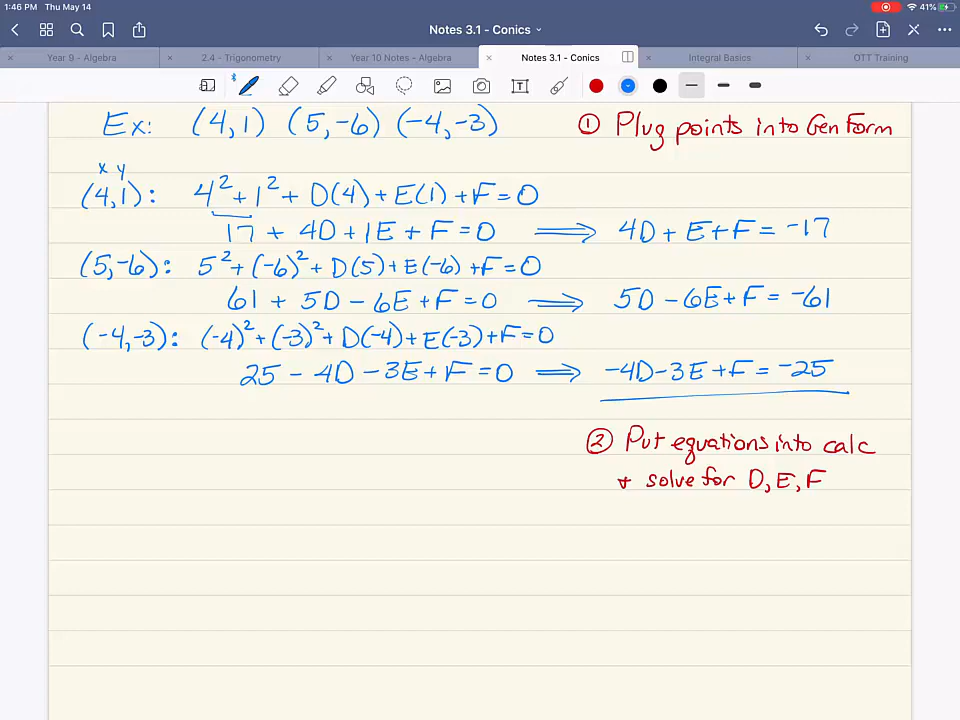 1:46 PM Thu May 14
41%
Notes 3.1 - Conics
Year 9 - Algebra
2.4 - Trigonometry
Year 10 Notes - Algebra
Notes 3.1 - Conics
Integral Basics
OTT Training
Ex: (4,1) (5,-6) (-4,-3)
① Plug points into Gen Form
x y
(4,1): 4² + 1² + D(4) + E(1) + F = 0
17 + 4D + 1E + F = 0 ⟹ 4D + E + F = -17
(5,-6): 5² + (-6)² + D(5) + E(-6) + F = 0
61 + 5D - 6E + F = 0 ⟹ 5D - 6E + F = -61
(-4,-3): (-4)² + (-3)² + D(-4) + E(-3) + F = 0
25 - 4D - 3E + F = 0 ⟹ -4D - 3E + F = -25
② Put equations into calc
+ solve for D, E, F